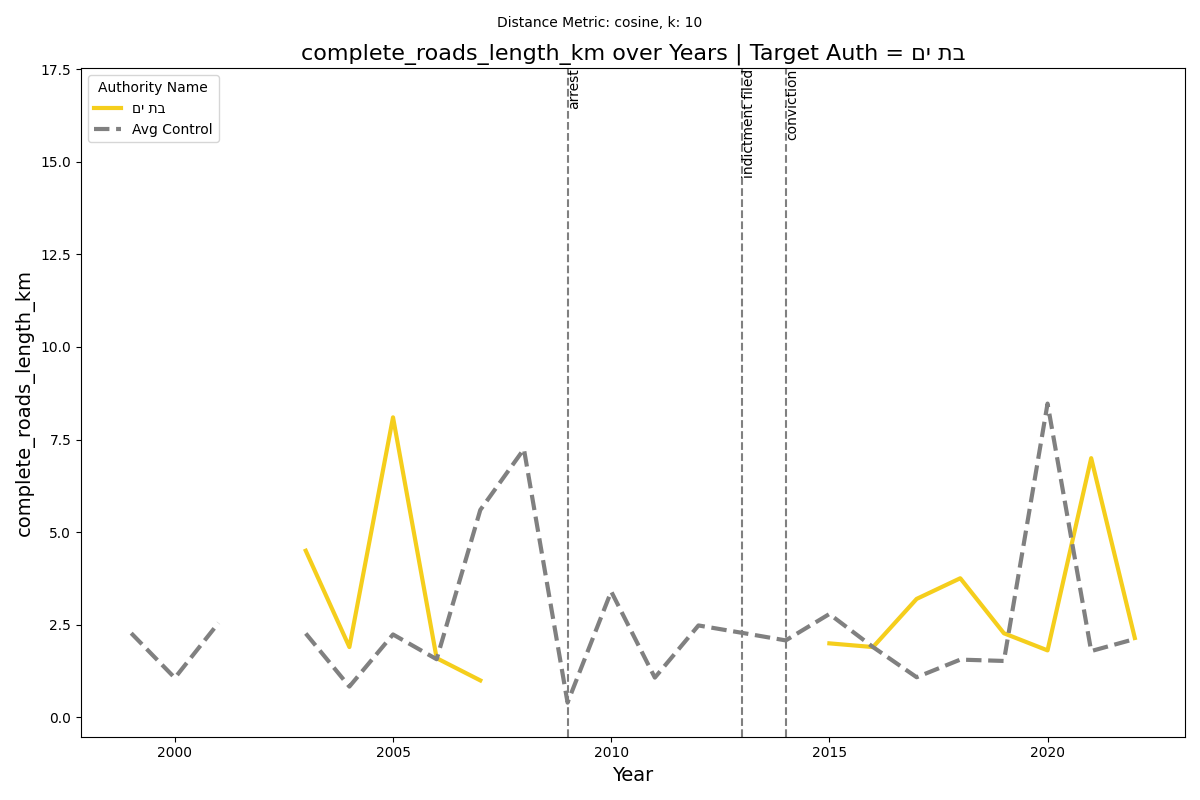 Distance Metric: cosine, k: 10
complete_roads_length_km over Years | Target Auth = בת ים
Authority Name
בת ים
Avg Control
arrest
indictment filed
conviction
complete_roads_length_km
17.5
15.0
12.5
10.0
7.5
5.0
2.5
0.0
2000
2005
2010
2015
2020
Year